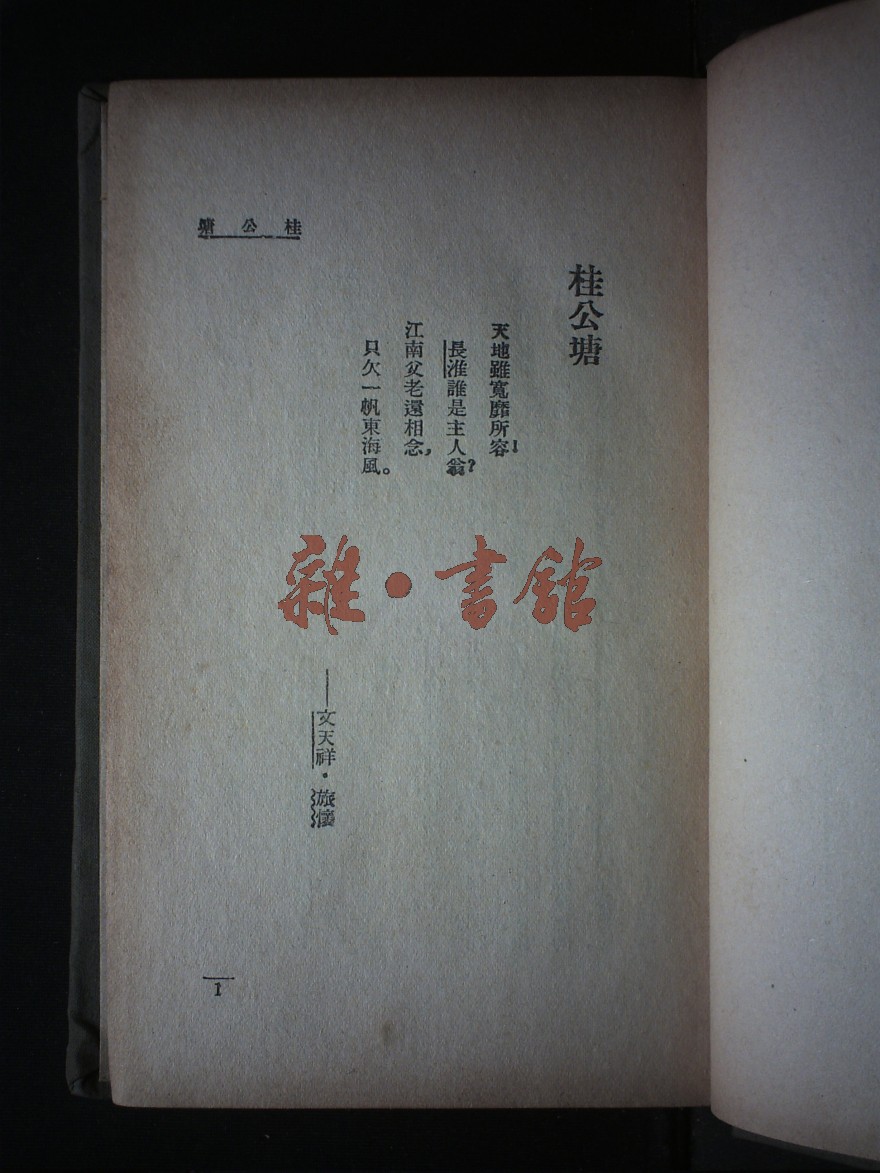 桂公塘
桂公塘
天地雖寬靡所容!
長淮誰是主人翁?
江南父老還相念,
只欠一帆東海風。
——文天祥·旅懷
雜·書館
1